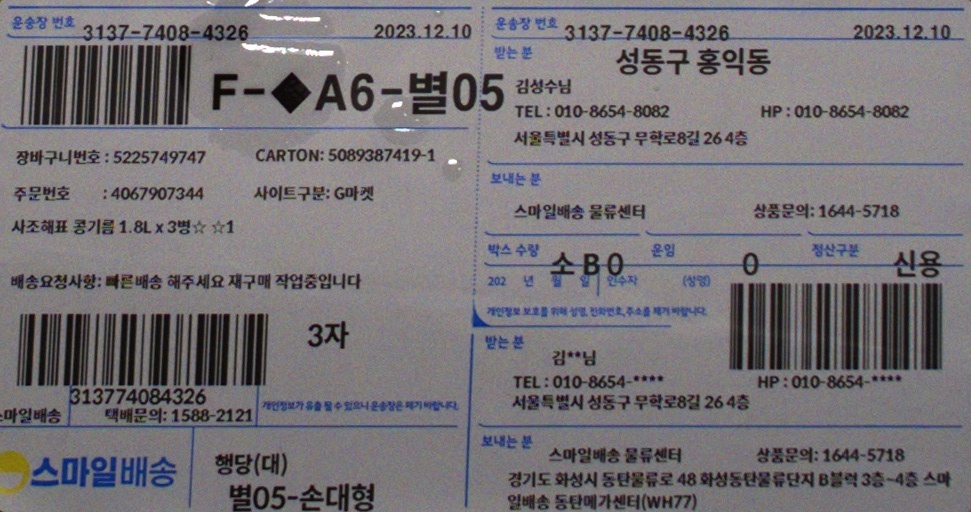 운송장 번호 3137-7408-4326 2023.12.10
F-◆A6-별05
장바구니번호 : 5225749747 CARTON: 5089387419-1
주문번호 : 4067907344 사이트구분: G마켓
사조해표 콩기름 1.8L x 3병☆ ☆1
배송요청사항: 빠른배송 해주세요 재구매 작업중입니다
3자
313774084326
스마일배송 택배문의: 1588-2121
개인정보가 유출 될 수 있으니 운송장은 폐기 바랍니다.
스마일배송
행당(대)
별05-손대형
운송장 번호 3137-7408-4326 2023.12.10
받는 분
성동구 홍익동
김성수님
TEL : 010-8654-8082 HP : 010-8654-8082
서울특별시 성동구 무학로8길 26 4층
보내는 분
스마일배송 물류센터 상품문의: 1644-5718
박스 수량 소 B 0 운임 0 정산구분 신용
202 년 월 일 인수자 (성명)
개인정보 보호를 위해 성명, 전화번호, 주소를 제거 바랍니다.
받는 분
김**님
TEL : 010-8654-**** HP : 010-8654-****
서울특별시 성동구 무학로8길 26 4층
보내는 분
스마일배송 물류센터 상품문의: 1644-5718
경기도 화성시 동탄물류로 48 화성동탄물류단지 B블럭 3층~4층 스마
일배송 동탄메가센터(WH77)